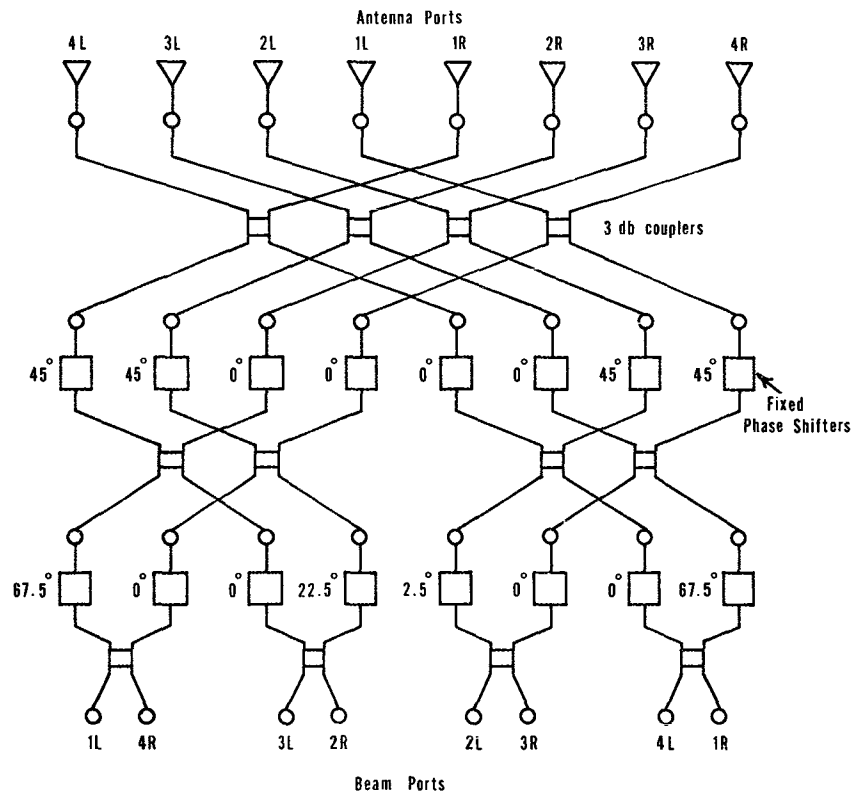 Antenna Ports
4L 3L 2L 1L 1R 2R 3R 4R
3 db couplers
45° 45° 0° 0° 0° 0° 45° 45°
Fixed
Phase Shifters
67.5° 0° 0° 22.5° 2.5° 0° 0° 67.5°
1L 4R 3L 2R 2L 3R 4L 1R
Beam Ports